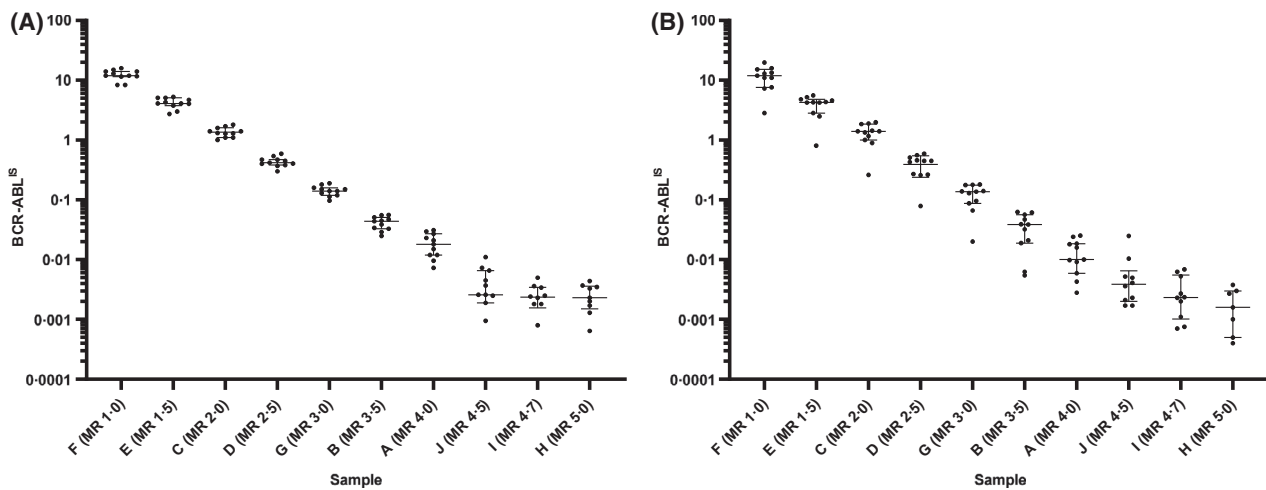 (A)
BCR-ABL^IS
100
10
1
0·1
0·01
0·001
0·0001
F (MR 1·0)
E (MR 1·5)
C (MR 2·0)
D (MR 2·5)
G (MR 3·0)
B (MR 3·5)
A (MR 4·0)
J (MR 4·5)
I (MR 4·7)
H (MR 5·0)
Sample
(B)
BCR-ABL^IS
100
10
1
0·1
0·01
0·001
0·0001
F (MR 1·0)
E (MR 1·5)
C (MR 2·0)
D (MR 2·5)
G (MR 3·0)
B (MR 3·5)
A (MR 4·0)
J (MR 4·5)
I (MR 4·7)
H (MR 5·0)
Sample